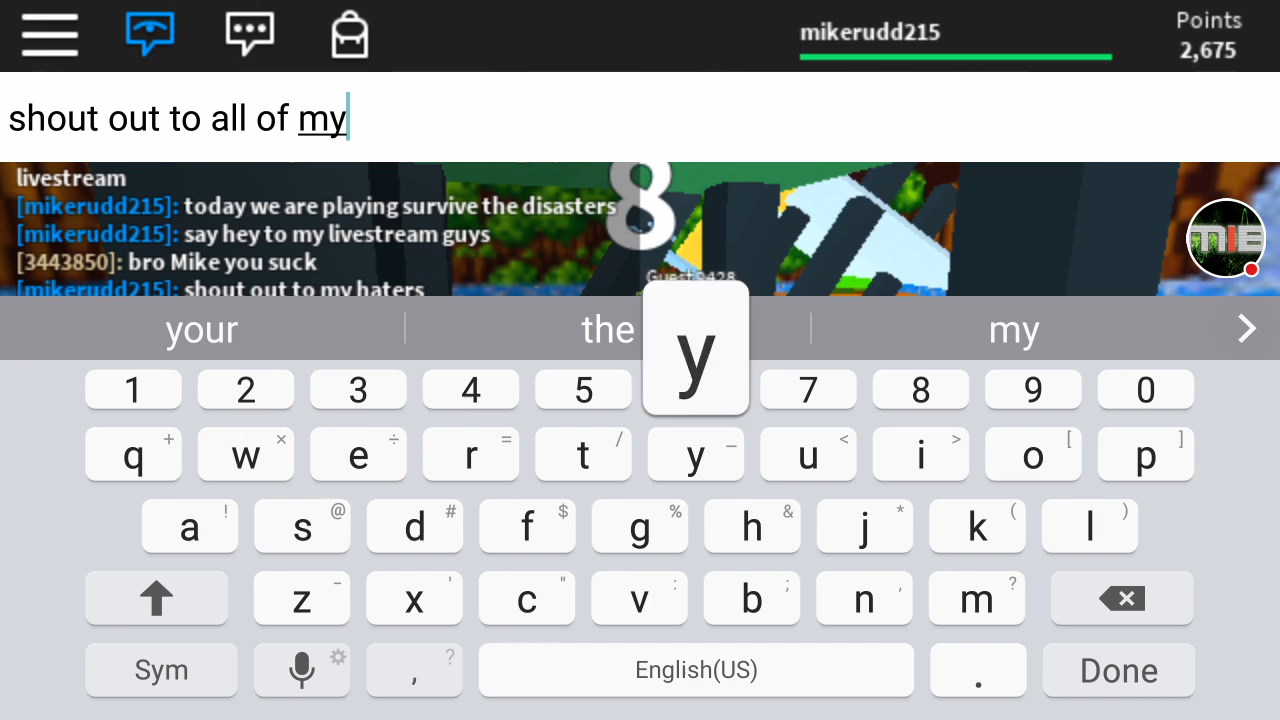 mikerudd215
Points
2,675
shout out to all of my
livestream
[mikerudd215]: today we are playing survive the disasters
[mikerudd215]: say hey to my livestream guys
[3443850]: bro Mike you suck
[mikerudd215]: shout out to my haters
8
Guest9428
MIB
your the my
y
1 2 3 4 5 7 8 9 0
q + w × e ÷ r = t / y _ u < i > o [ p ]
a ! s @ d # f $ g % h & j * k ( l )
z - x ' c " v : b ; n , m ?
Sym , ? English(US) . Done